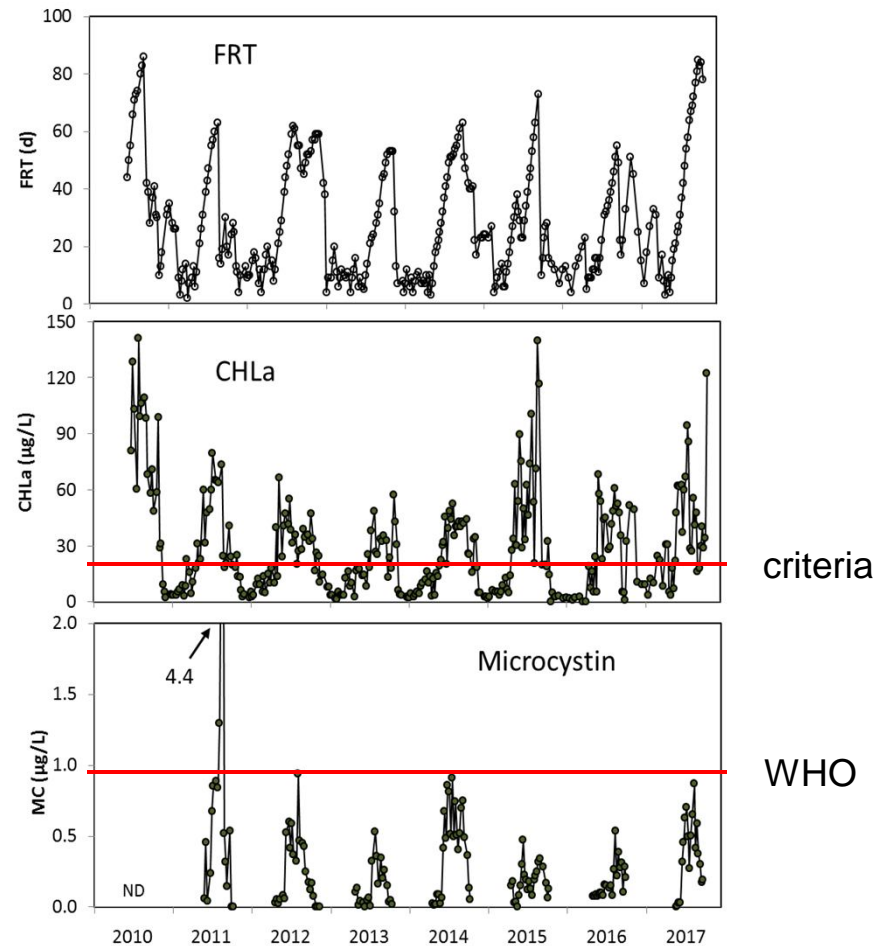 FRT
100
80
60
40
20
0
FRT (d)
CHLa
150
120
90
60
30
0
CHLa (µg/L)
criteria
Microcystin
4.4
2.0
1.5
1.0
0.5
0.0
MC (µg/L)
ND
WHO
2010 2011 2012 2013 2014 2015 2016 2017